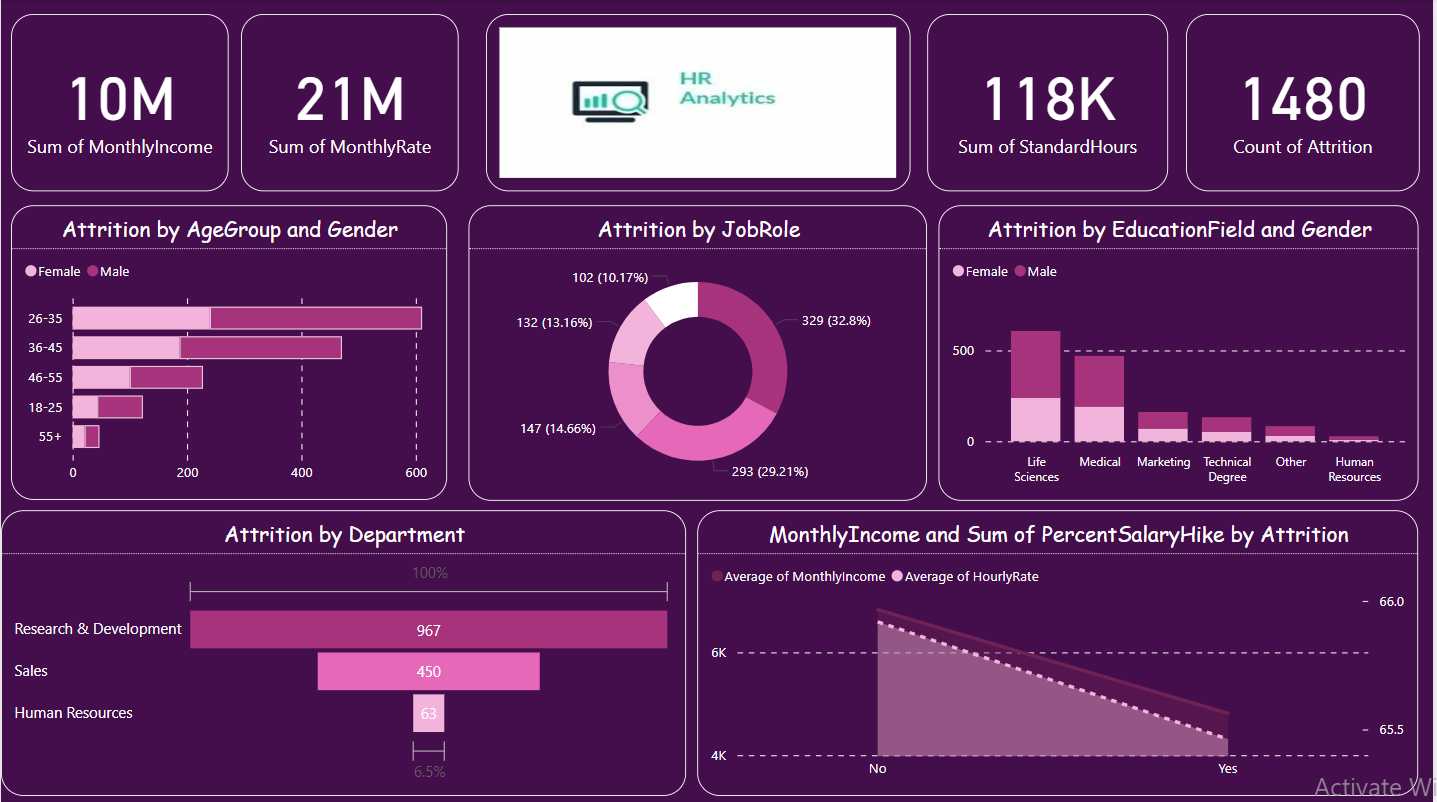 10M
Sum of MonthlyIncome
21M
Sum of MonthlyRate
HR
Analytics
118K
Sum of StandardHours
1480
Count of Attrition
Attrition by AgeGroup and Gender
Female Male
26-35
36-45
46-55
18-25
55+
0 200 400 600
Attrition by JobRole
102 (10.17%)
132 (13.16%)
329 (32.8%)
147 (14.66%)
293 (29.21%)
Attrition by EducationField and Gender
Female Male
500
0
Life
Sciences
Medical
Marketing
Technical
Degree
Other
Human
Resources
Attrition by Department
100%
Research & Development 967
Sales 450
Human Resources 63
6.5%
MonthlyIncome and Sum of PercentSalaryHike by Attrition
Average of MonthlyIncome Average of HourlyRate
66.0
6K
65.5
4K
No Yes
Activate Wi